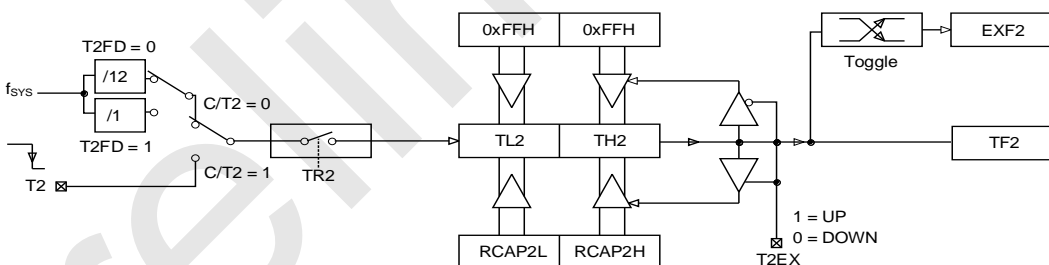 0xFFH 0xFFH
EXF2
Toggle
T2FD = 0
fSYS
/12
/1
T2FD = 1
C/T2 = 0
C/T2 = 1
TR2
T2
TL2 TH2
TF2
RCAP2L RCAP2H
1 = UP
0 = DOWN
T2EX